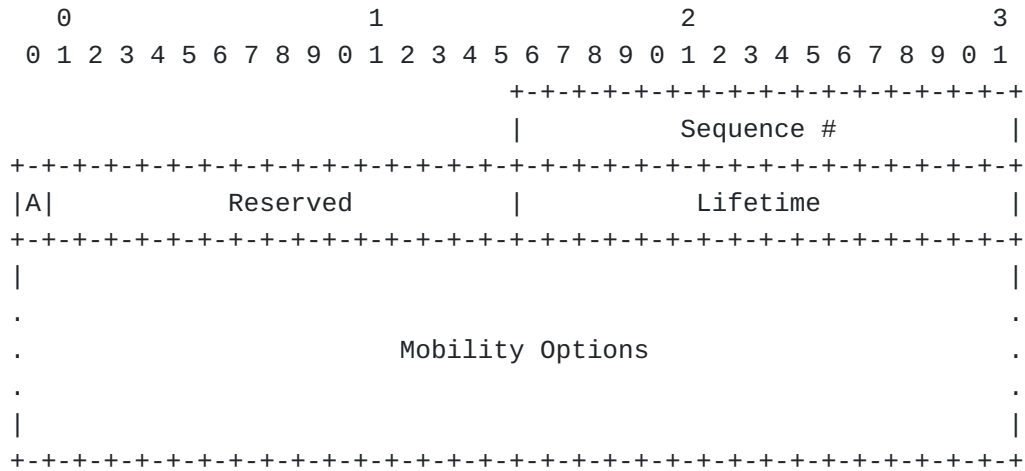 0                   1                   2                   3
0 1 2 3 4 5 6 7 8 9 0 1 2 3 4 5 6 7 8 9 0 1 2 3 4 5 6 7 8 9 0 1
+-+-+-+-+-+-+-+-+-+-+-+-+-+-+-+-+
|          Sequence #           |
+-+-+-+-+-+-+-+-+-+-+-+-+-+-+-+-+-+-+-+-+-+-+-+-+-+-+-+-+-+-+-+-+
|A|           Reserved          |           Lifetime            |
+-+-+-+-+-+-+-+-+-+-+-+-+-+-+-+-+-+-+-+-+-+-+-+-+-+-+-+-+-+-+-+-+
|                                                               |
.                                                               .
.                        Mobility Options                       .
.                                                               .
|                                                               |
+-+-+-+-+-+-+-+-+-+-+-+-+-+-+-+-+-+-+-+-+-+-+-+-+-+-+-+-+-+-+-+-+